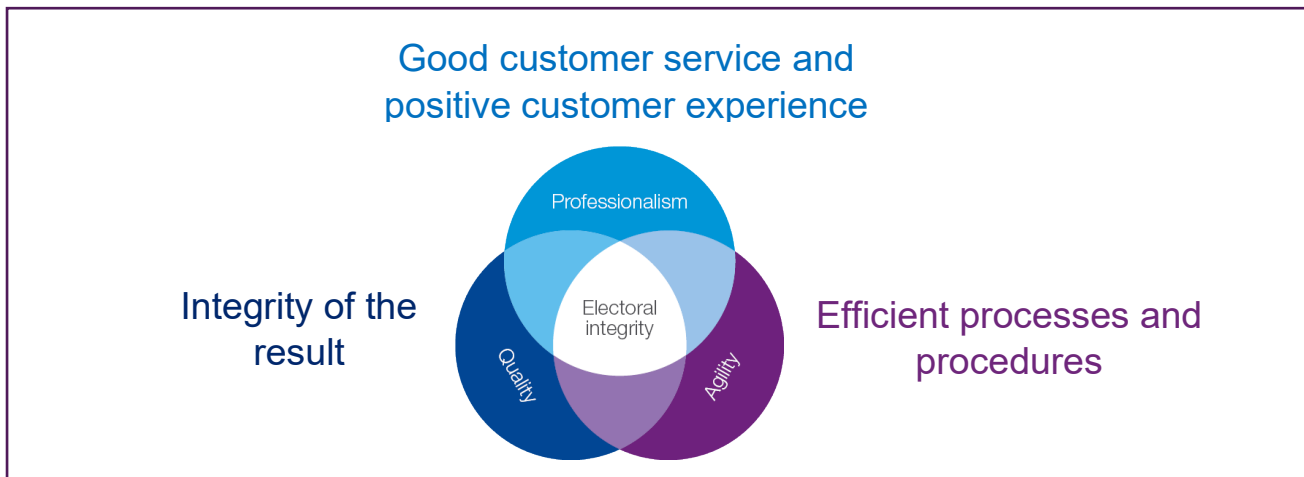 Good customer service and
positive customer experience
Professionalism
Integrity of the
result
Electoral
integrity
Efficient processes and
procedures
Quality
Agility